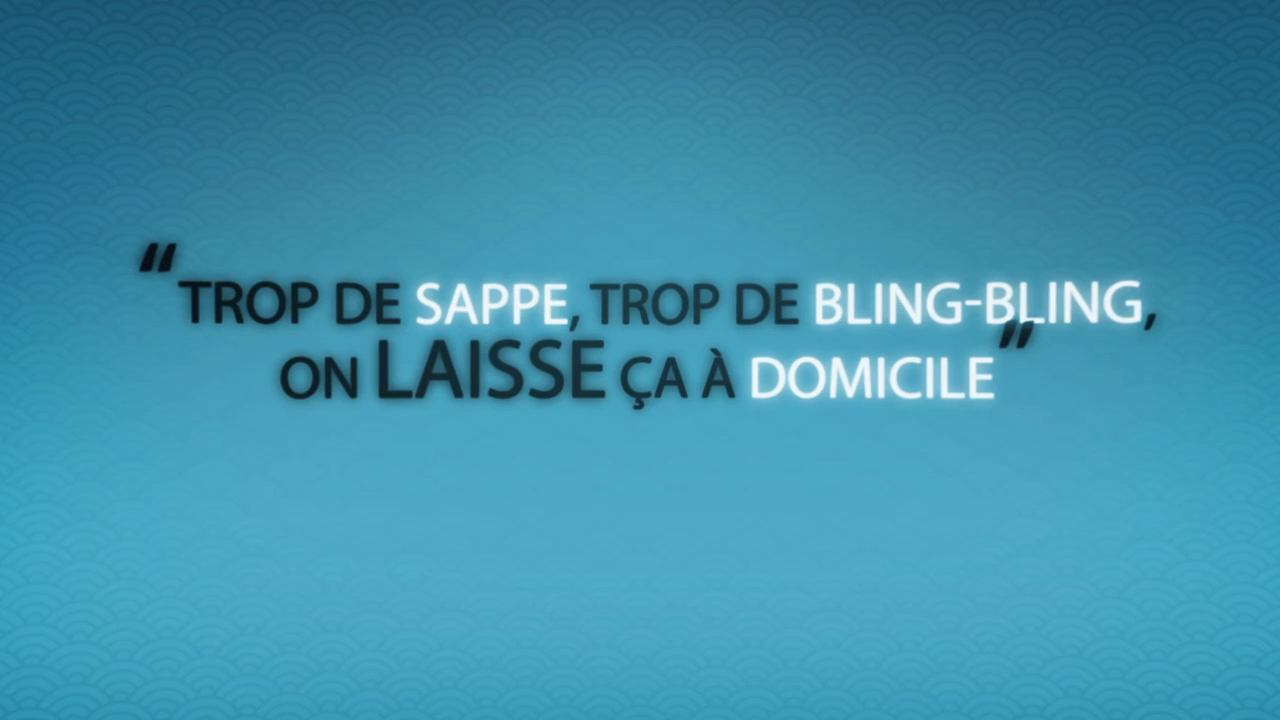 “TROP DE SAPPE, TROP DE BLING-BLING,
ON LAISSE ÇA À DOMICILE”